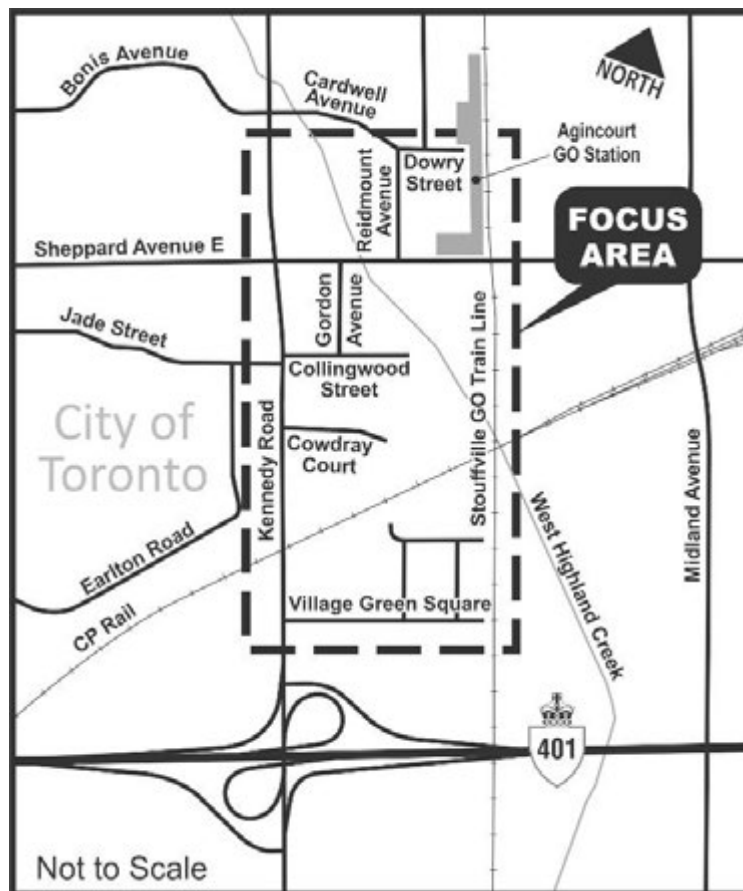 Bonis Avenue
Cardwell
Avenue
NORTH
Agincourt
GO Station
Reidmount
Avenue
Dowry
Street
FOCUS
AREA
Sheppard Avenue E
Gordon
Avenue
Jade Street
Collingwood
Street
City of
Toronto
Kennedy Road
Cowdray
Court
Stouffville GO Train Line
Midland Avenue
Earlton Road
West Highland Creek
CP Rail
Village Green Square
401
Not to Scale